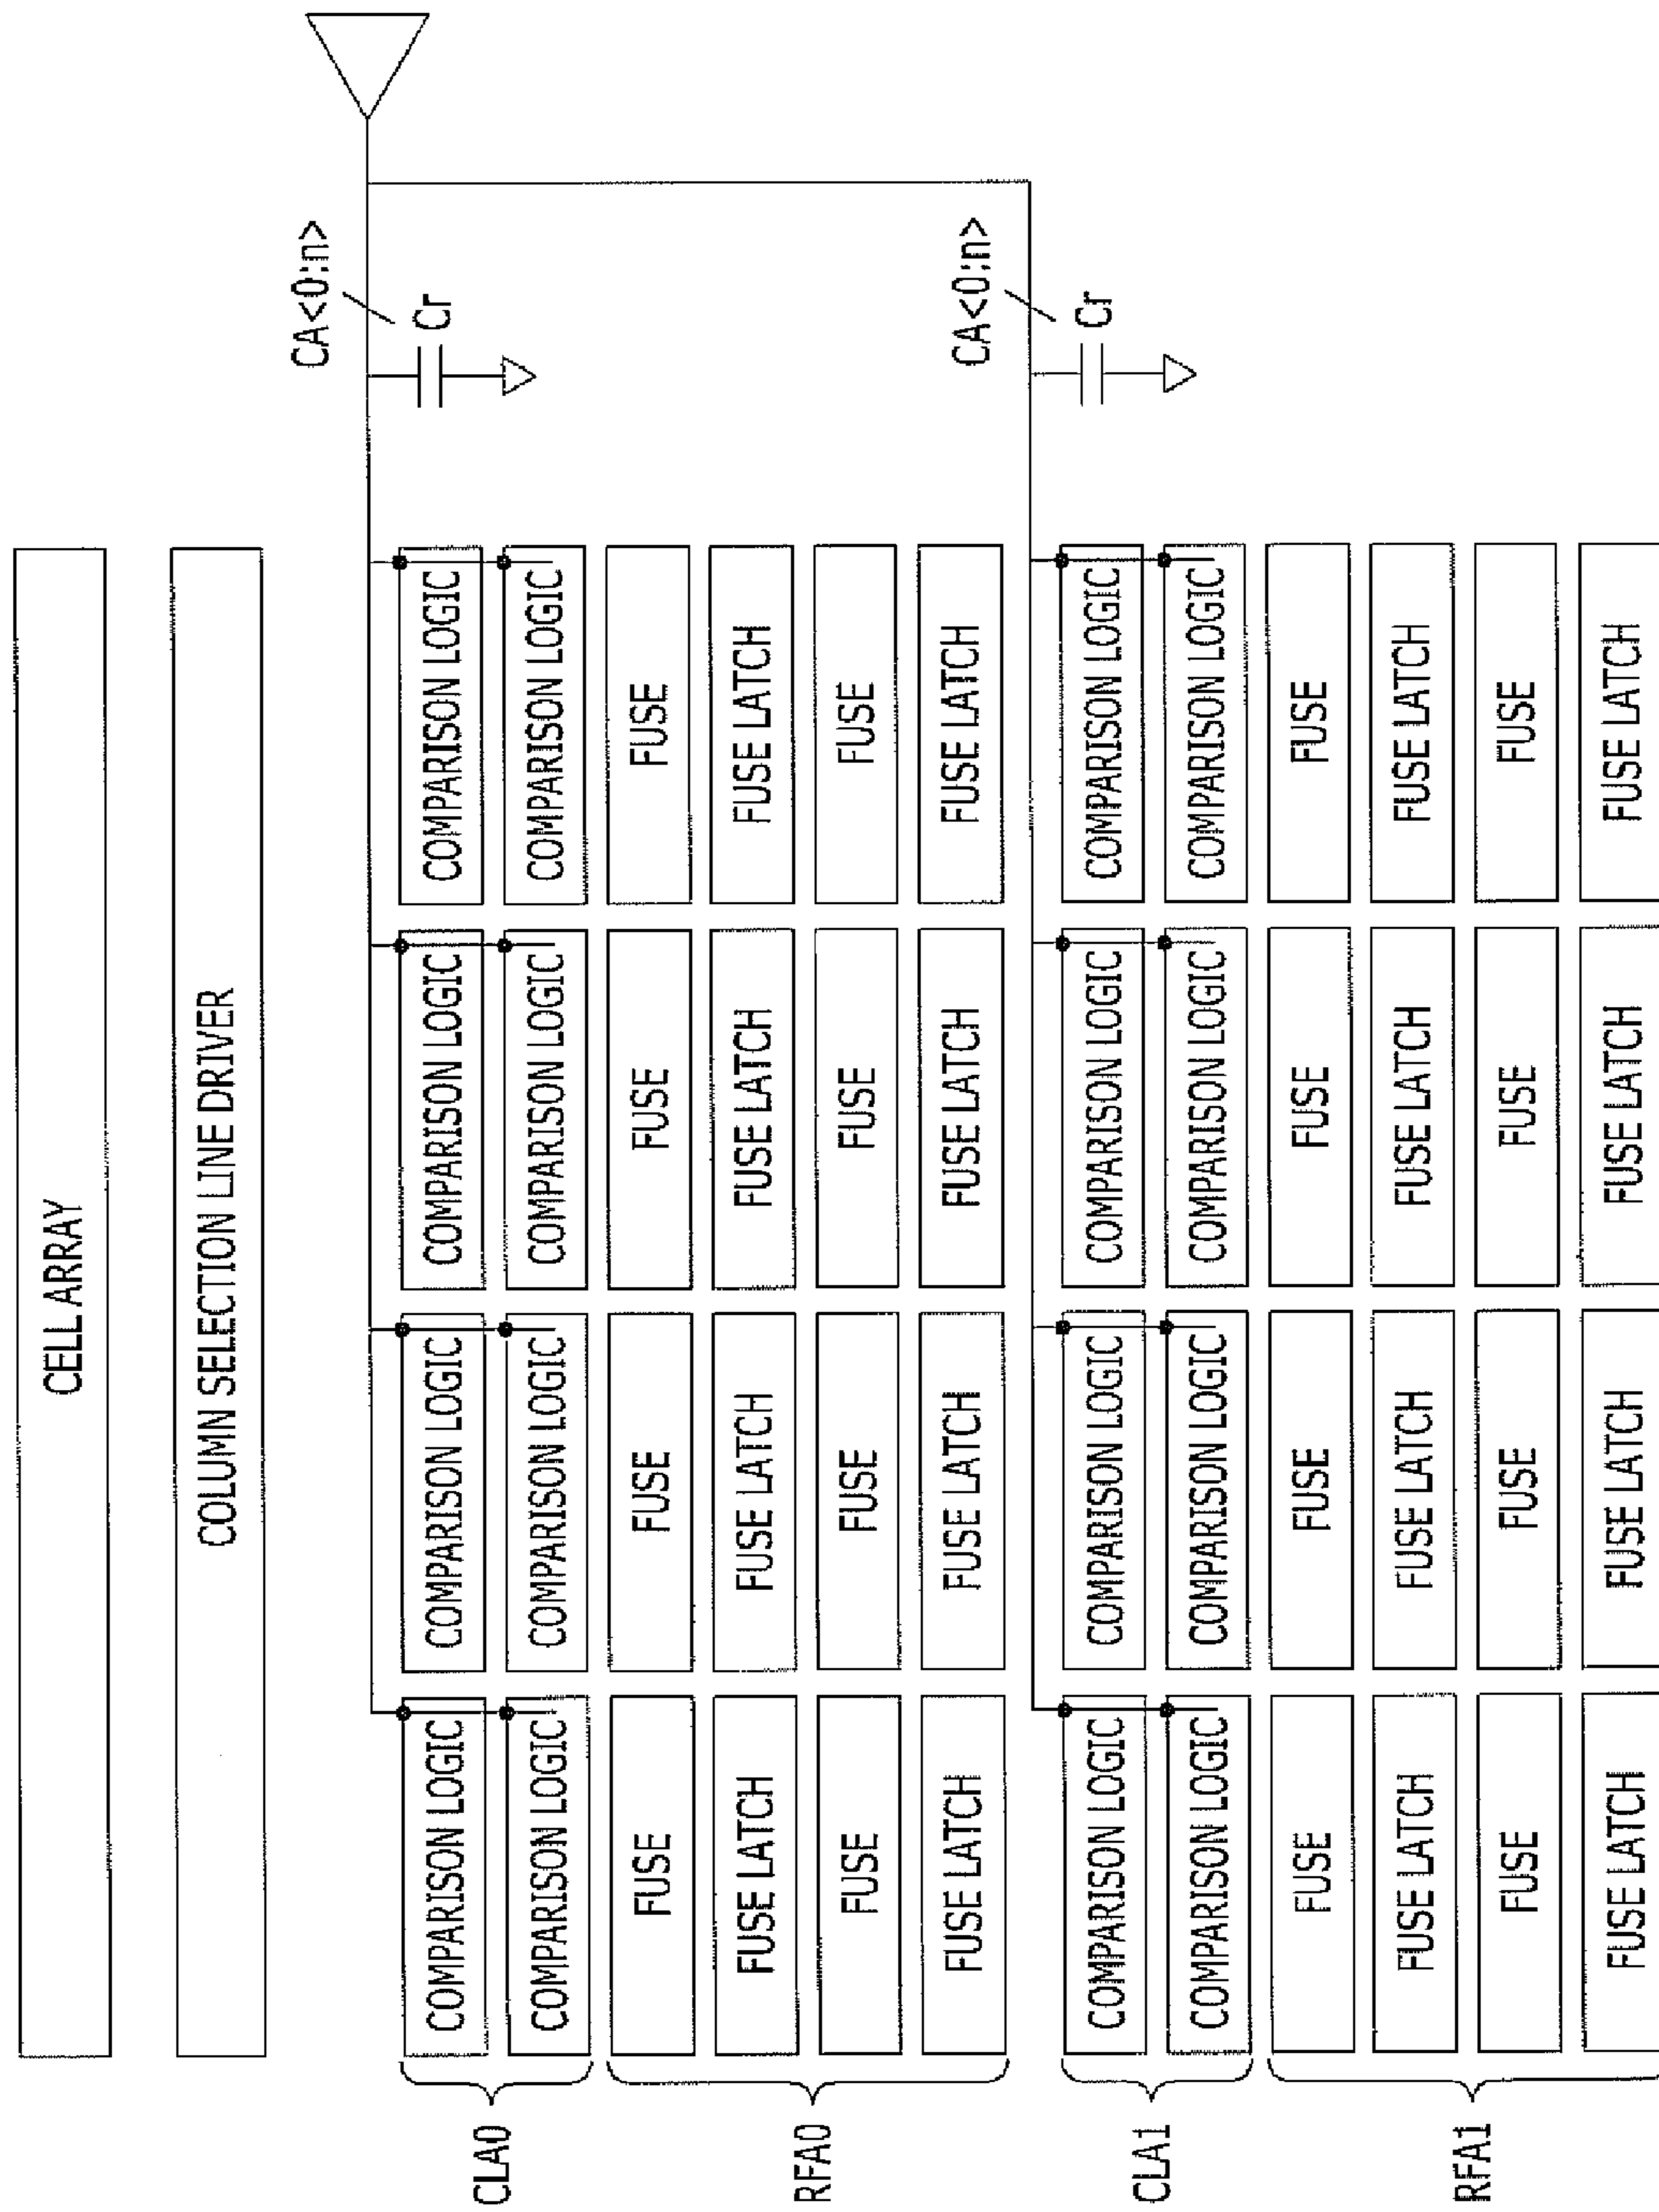 CELL ARRAY
COLUMN SELECTION LINE DRIVER
CA<0:n>
Cr
CLA0
COMPARISON LOGIC COMPARISON LOGIC COMPARISON LOGIC COMPARISON LOGIC
COMPARISON LOGIC COMPARISON LOGIC COMPARISON LOGIC COMPARISON LOGIC
RFA0
FUSE FUSE FUSE FUSE
FUSE LATCH FUSE LATCH FUSE LATCH FUSE LATCH
FUSE FUSE FUSE FUSE
FUSE LATCH FUSE LATCH FUSE LATCH FUSE LATCH
CA<0:n>
Cr
CLA1
COMPARISON LOGIC COMPARISON LOGIC COMPARISON LOGIC COMPARISON LOGIC
COMPARISON LOGIC COMPARISON LOGIC COMPARISON LOGIC COMPARISON LOGIC
RFA1
FUSE FUSE FUSE FUSE
FUSE LATCH FUSE LATCH FUSE LATCH FUSE LATCH
FUSE FUSE FUSE FUSE
FUSE LATCH FUSE LATCH FUSE LATCH FUSE LATCH